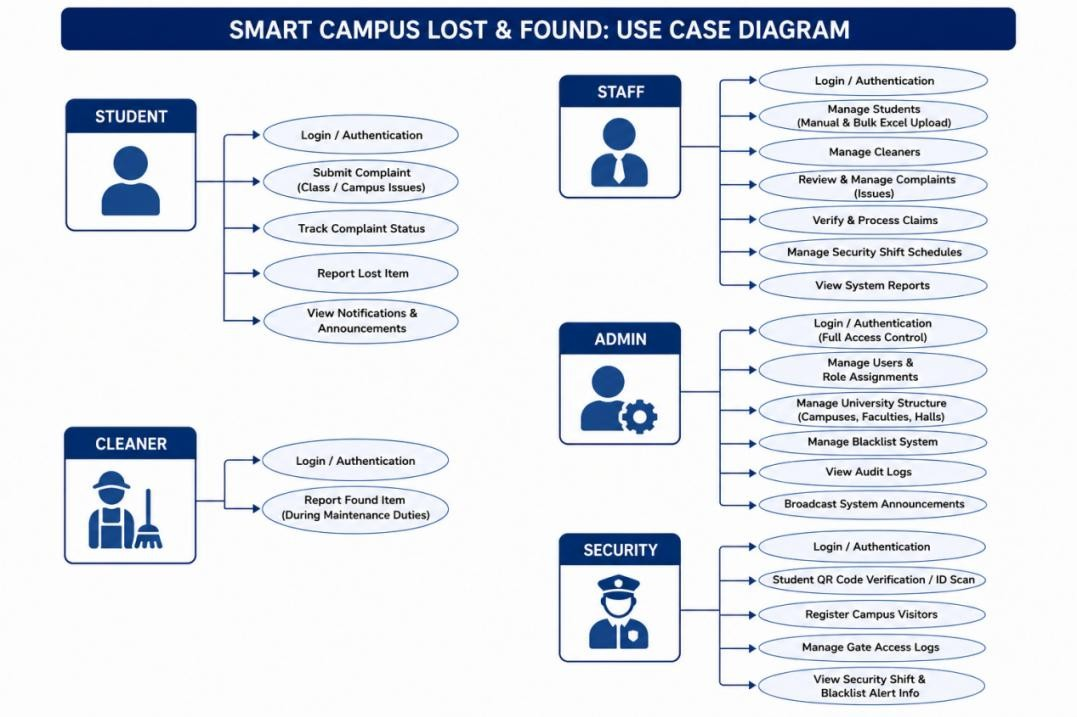 SMART CAMPUS LOST & FOUND: USE CASE DIAGRAM
STUDENT
Login / Authentication
Submit Complaint
(Class / Campus Issues)
Track Complaint Status
Report Lost Item
View Notifications &
Announcements
CLEANER
Login / Authentication
Report Found Item
(During Maintenance Duties)
STAFF
Login / Authentication
Manage Students
(Manual & Bulk Excel Upload)
Manage Cleaners
Review & Manage Complaints
(Issues)
Verify & Process Claims
Manage Security Shift Schedules
View System Reports
ADMIN
Login / Authentication
(Full Access Control)
Manage Users &
Role Assignments
Manage University Structure
(Campuses, Faculties, Halls)
Manage Blacklist System
View Audit Logs
Broadcast System Announcements
SECURITY
Login / Authentication
Student QR Code Verification / ID Scan
Register Campus Visitors
Manage Gate Access Logs
View Security Shift &
Blacklist Alert Info